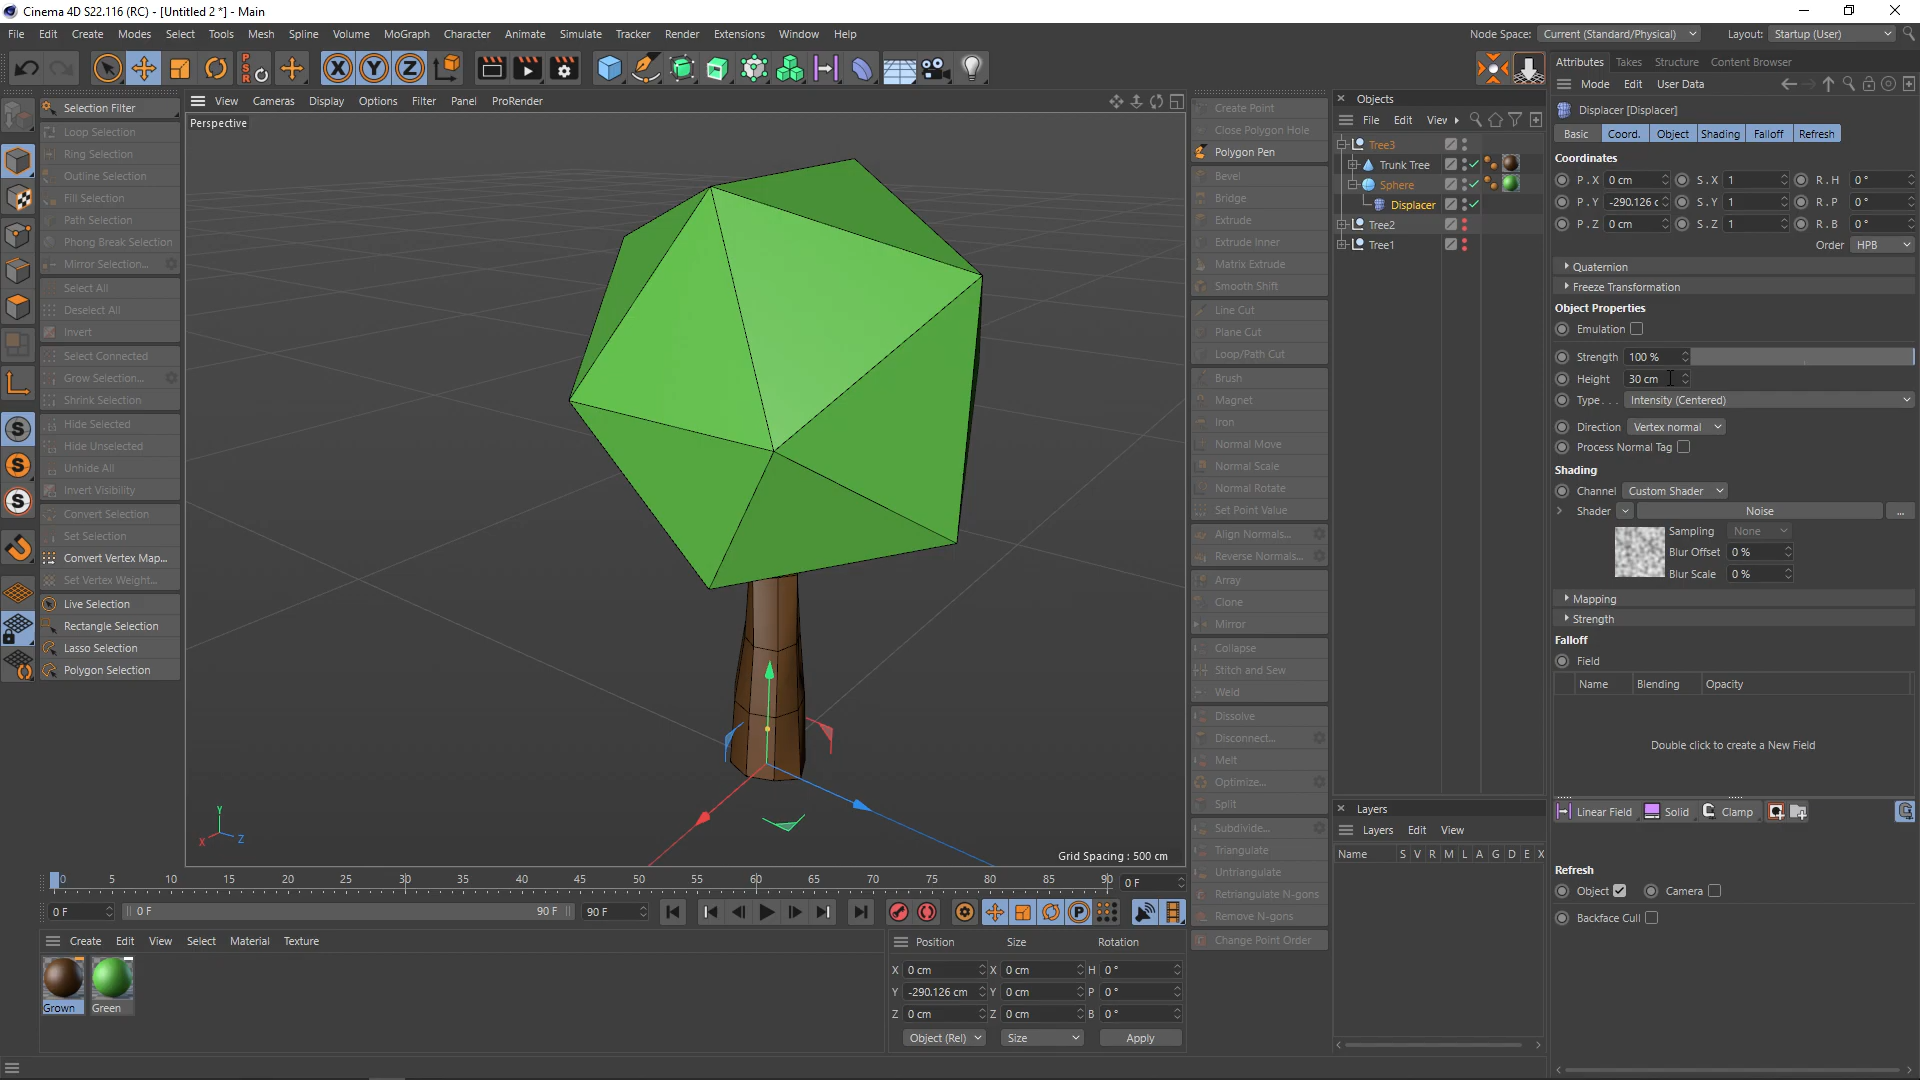 Cinema 4D S22.116 (RC) - [Untitled 2 *] - Main
File Edit Create Modes Select Tools Mesh Spline Volume MoGraph Character Animate Simulate Tracker Render Extensions Window Help
Node Space: Current (Standard/Physical) Layout: Startup (User)
Selection Filter
Loop Selection
Ring Selection
Outline Selection
Fill Selection
Path Selection
Phong Break Selection
Mirror Selection...
Select All
Deselect All
Invert
Select Connected
Grow Selection...
Shrink Selection
Hide Selected
Hide Unselected
Unhide All
Invert Visibility
Convert Selection
Set Selection
Convert Vertex Map...
Set Vertex Weight...
Live Selection
Rectangle Selection
Lasso Selection
Polygon Selection
View Cameras Display Options Filter Panel ProRender
Perspective
Grid Spacing : 500 cm
Y
X
Z
Create Point
Close Polygon Hole
Polygon Pen
Bevel
Bridge
Extrude
Extrude Inner
Matrix Extrude
Smooth Shift
Line Cut
Plane Cut
Loop/Path Cut
Brush
Magnet
Iron
Normal Move
Normal Scale
Normal Rotate
Set Point Value
Align Normals...
Reverse Normals...
Array
Clone
Mirror
Collapse
Stitch and Sew
Weld
Dissolve
Disconnect...
Melt
Optimize...
Split
Subdivide...
Triangulate
Untriangulate
Retriangulate N-gons
Remove N-gons
Change Point Order
Objects
File Edit Viev
Tree3
Trunk Tree
Sphere
Displacer
Tree2
Tree1
Layers
Layers Edit View
Name S V R M L A G D E X
Attributes Takes Structure Content Browser
Mode Edit User Data
Displacer [Displacer]
Basic Coord. Object Shading Falloff Refresh
Coordinates
P . X 0 cm S . X 1 R . H 0 °
P . Y -290.126 c S . Y 1 R . P 0 °
P . Z 0 cm S . Z 1 R . B 0 °
Order HPB
Quaternion
Freeze Transformation
Object Properties
Emulation
Strength 100 %
Height 30 cm
Type . . . Intensity (Centered)
Direction Vertex normal
Process Normal Tag
Shading
Channel Custom Shader
Shader Noise ...
Sampling None
Blur Offset 0 %
Blur Scale 0 %
Mapping
Strength
Falloff
Field
Name Blending Opacity
Double click to create a New Field
Linear Field Solid Clamp
Refresh
Object Camera
Backface Cull
0 5 10 15 20 25 30 35 40 45 50 55 60 65 70 75 80 85 90 0 F
0 F 0 F 90 F 90 F
Create Edit View Select Material Texture
Grown Green
Position Size Rotation
X 0 cm X 0 cm H 0 °
Y -290.126 cm Y 0 cm P 0 °
Z 0 cm Z 0 cm B 0 °
Object (Rel) Size Apply